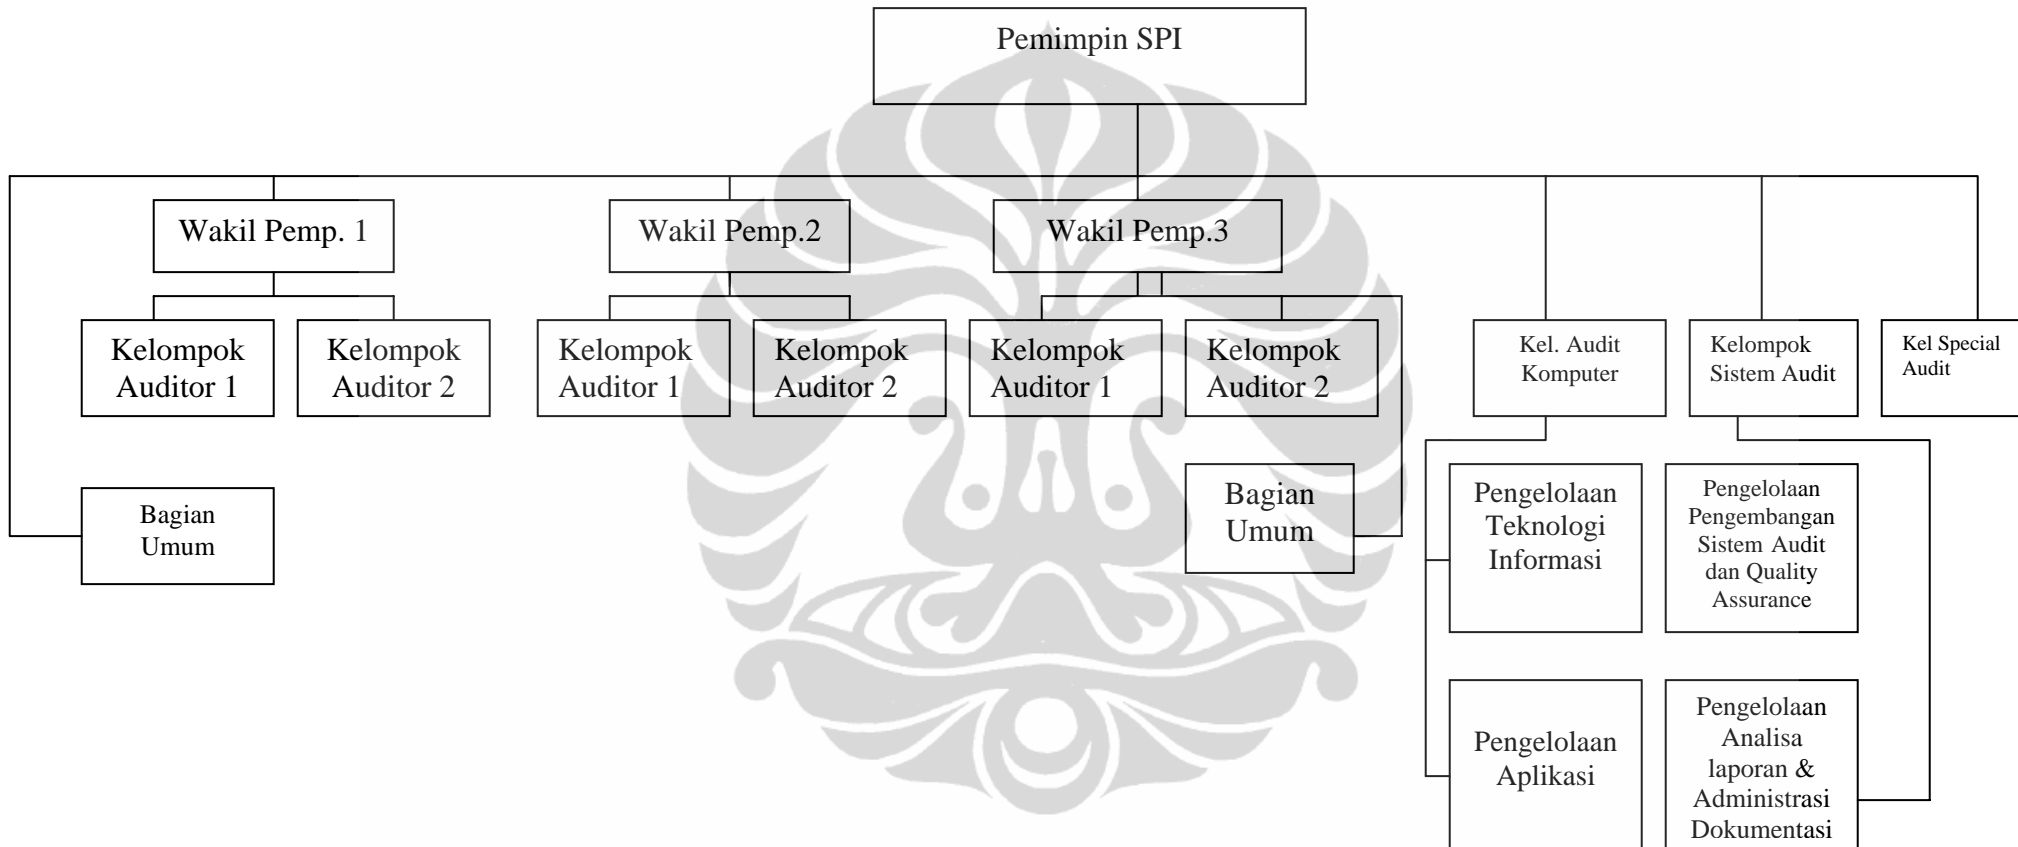 Pemimpin SPI
Wakil Pemp. 1
Wakil Pemp.2
Wakil Pemp.3
Kelompok
Auditor 1
Kelompok
Auditor 2
Kelompok
Auditor 1
Kelompok
Auditor 2
Kelompok
Auditor 1
Kelompok
Auditor 2
Kel. Audit
Komputer
Kelompok
Sistem Audit
Kel Special
Audit
Bagian
Umum
Bagian
Umum
Pengelolaan
Teknologi
Informasi
Pengelolaan
Pengembangan
Sistem Audit
dan Quality
Assurance
Pengelolaan
Aplikasi
Pengelolaan
Analisa
laporan &
Administrasi
Dokumentasi